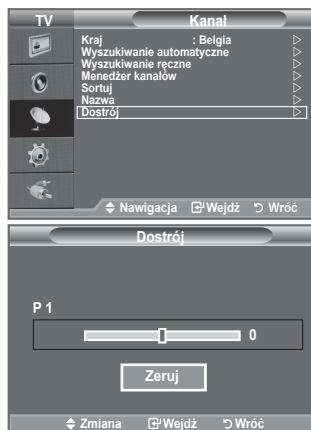 TV Kanał
Kraj : Belgia
Wyszukiwanie automatyczne
Wyszukiwanie ręczne
Menedżer kanałów
Sortuj
Nazwa
Dostrój
Nawigacja Wejdź Wróć
Dostrój
P 1
0
Zeruj
Zmiana Wejdź Wróć